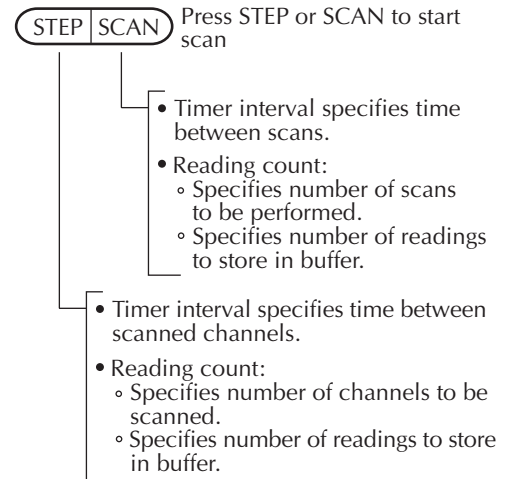 STEP SCAN Press STEP or SCAN to start
scan
• Timer interval specifies time
between scans.
• Reading count:
° Specifies number of scans
to be performed.
° Specifies number of readings
to store in buffer.
• Timer interval specifies time between
scanned channels.
• Reading count:
° Specifies number of channels to be
scanned.
° Specifies number of readings to store
in buffer.